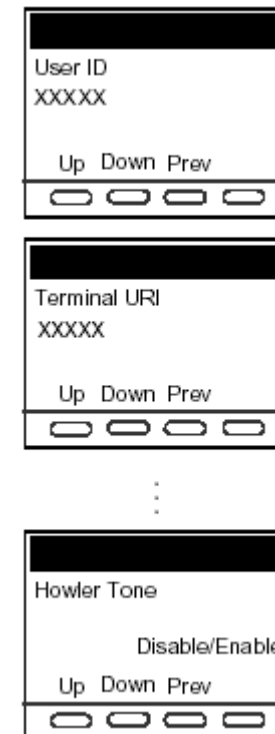 User ID
XXXXX
Up Down Prev
Terminal URI
XXXXX
Up Down Prev
Howler Tone
Disable/Enable
Up Down Prev